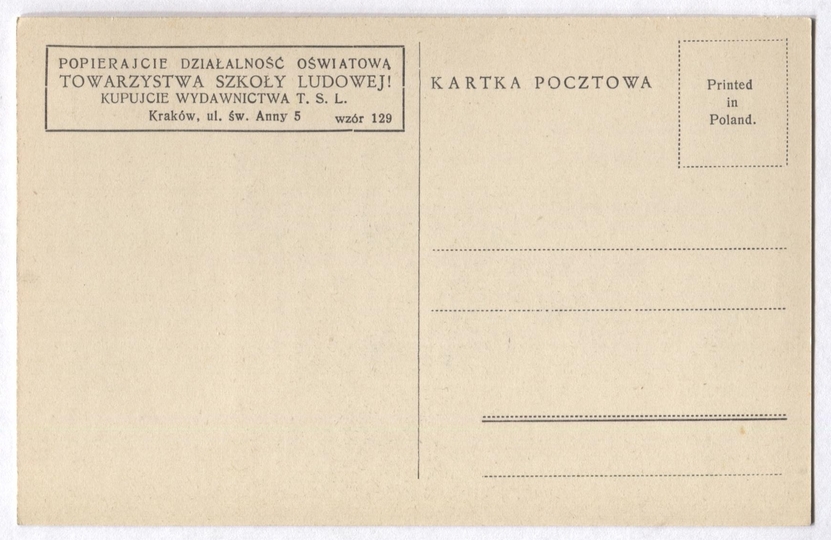 POPIERAJCIE DZIAŁALNOŚĆ OŚWIATOWĄ
TOWARZYSTWA SZKOŁY LUDOWEJ!
KUPUJCIE WYDAWNICTWA T. S. L.
Kraków, ul. św. Anny 5 wzór 129
KARTKA POCZTOWA
Printed
in
Poland.